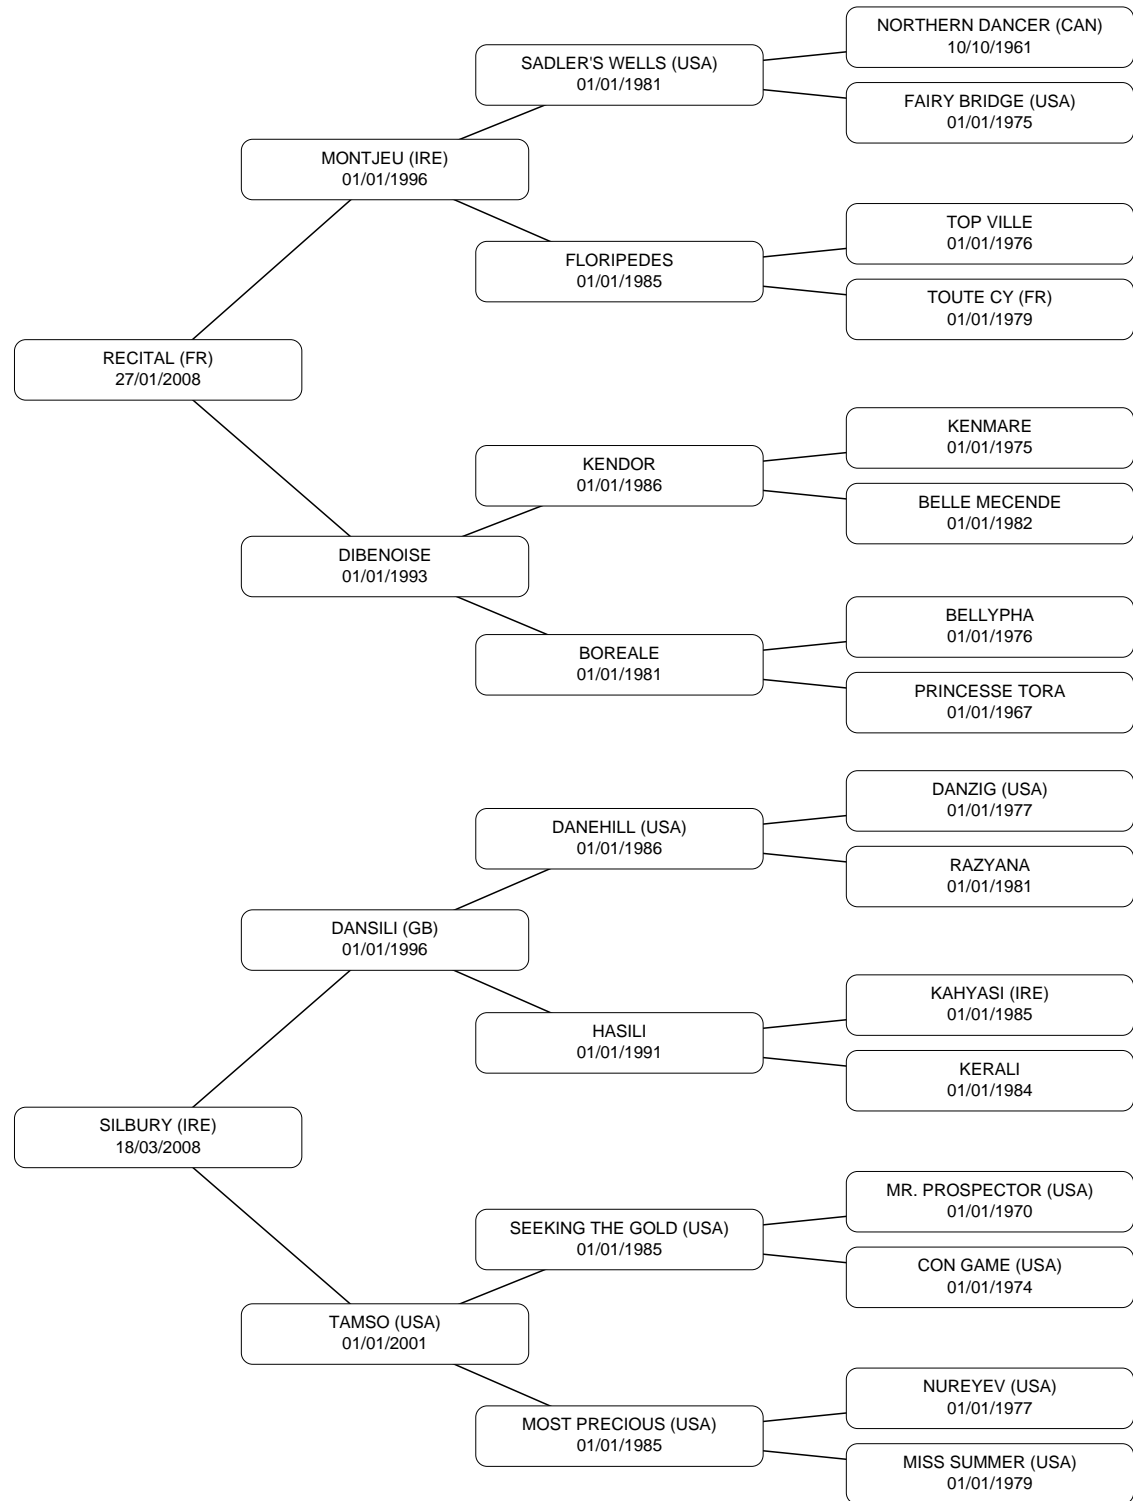 NORTHERN DANCER (CAN)
10/10/1961
SADLER'S WELLS (USA)
01/01/1981
FAIRY BRIDGE (USA)
01/01/1975
MONTJEU (IRE)
01/01/1996
TOP VILLE
01/01/1976
FLORIPEDES
01/01/1985
TOUTE CY (FR)
01/01/1979
RECITAL (FR)
27/01/2008
KENMARE
01/01/1975
KENDOR
01/01/1986
BELLE MECENDE
01/01/1982
DIBENOISE
01/01/1993
BELLYPHA
01/01/1976
BOREALE
01/01/1981
PRINCESSE TORA
01/01/1967
DANZIG (USA)
01/01/1977
DANEHILL (USA)
01/01/1986
RAZYANA
01/01/1981
DANSILI (GB)
01/01/1996
KAHYASI (IRE)
01/01/1985
HASILI
01/01/1991
KERALI
01/01/1984
SILBURY (IRE)
18/03/2008
MR. PROSPECTOR (USA)
01/01/1970
SEEKING THE GOLD (USA)
01/01/1985
CON GAME (USA)
01/01/1974
TAMSO (USA)
01/01/2001
NUREYEV (USA)
01/01/1977
MOST PRECIOUS (USA)
01/01/1985
MISS SUMMER (USA)
01/01/1979